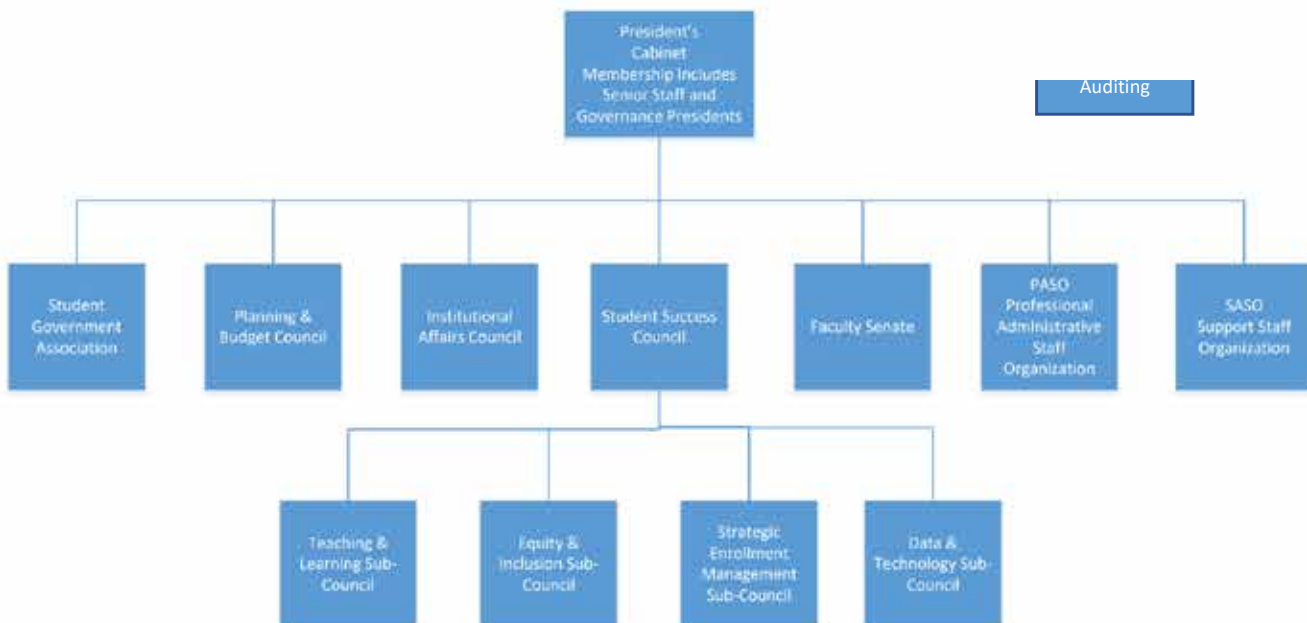 President's
Cabinet
Membership Includes
Senior Staff and
Governance Presidents
Auditing
Student
Government
Association
Planning &
Budget Council
Institutional
Affairs Council
Student Success
Council
Faculty Senate
PASO
Professional
Administrative
Staff
Organization
SASO
Support Staff
Organization
Teaching &
Learning Sub-
Council
Equity &
Inclusion Sub-
Council
Strategic
Enrollment
Management
Sub-Council
Data &
Technology Sub-
Council